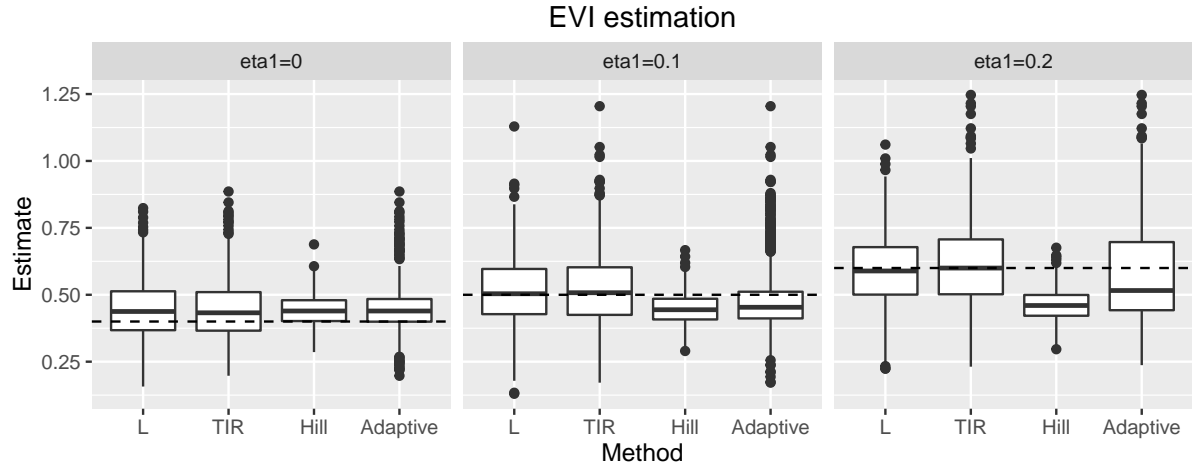 EVI estimation
eta1=0 eta1=0.1 eta1=0.2
1.25
1.00
0.75
0.50
0.25
Estimate
L TIR Hill Adaptive L TIR Hill Adaptive L TIR Hill Adaptive
Method